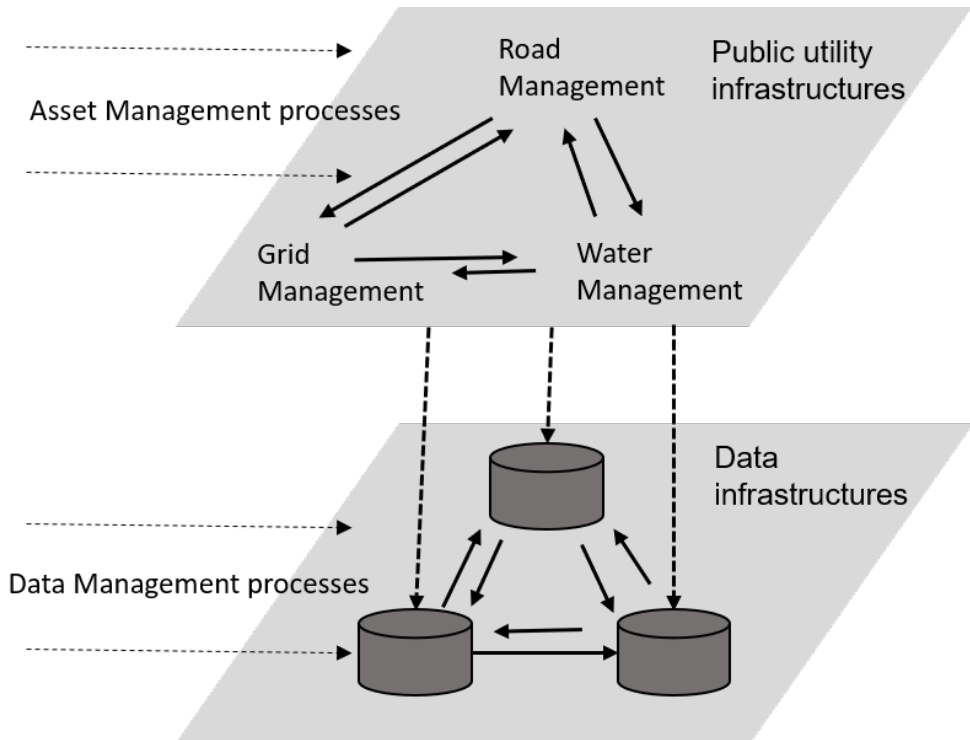 Road
Management
Public utility
infrastructures
Asset Management processes
Grid
Management
Water
Management
Data
infrastructures
Data Management processes